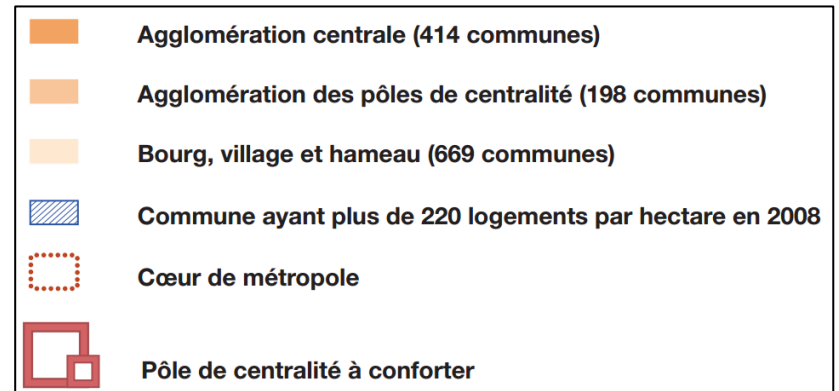 Agglomération centrale (414 communes)
Agglomération des pôles de centralité (198 communes)
Bourg, village et hameau (669 communes)
Commune ayant plus de 220 logements par hectare en 2008
Cœur de métropole
Pôle de centralité à conforter